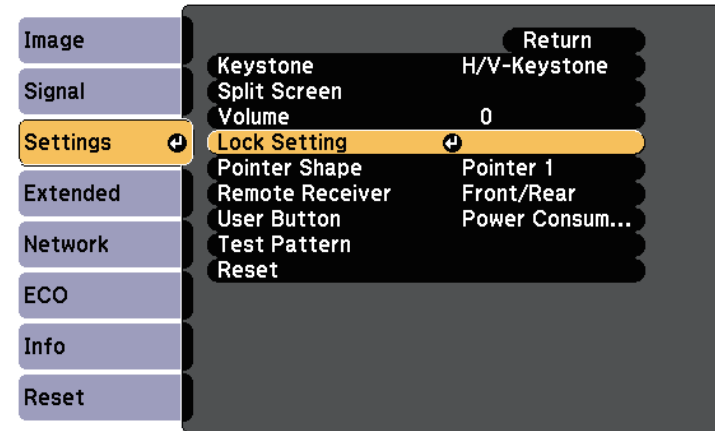 Image
Signal
Settings
Extended
Network
ECO
Info
Reset
Return
Keystone H/V-Keystone
Split Screen
Volume 0
Lock Setting
Pointer Shape Pointer 1
Remote Receiver Front/Rear
User Button Power Consum...
Test Pattern
Reset